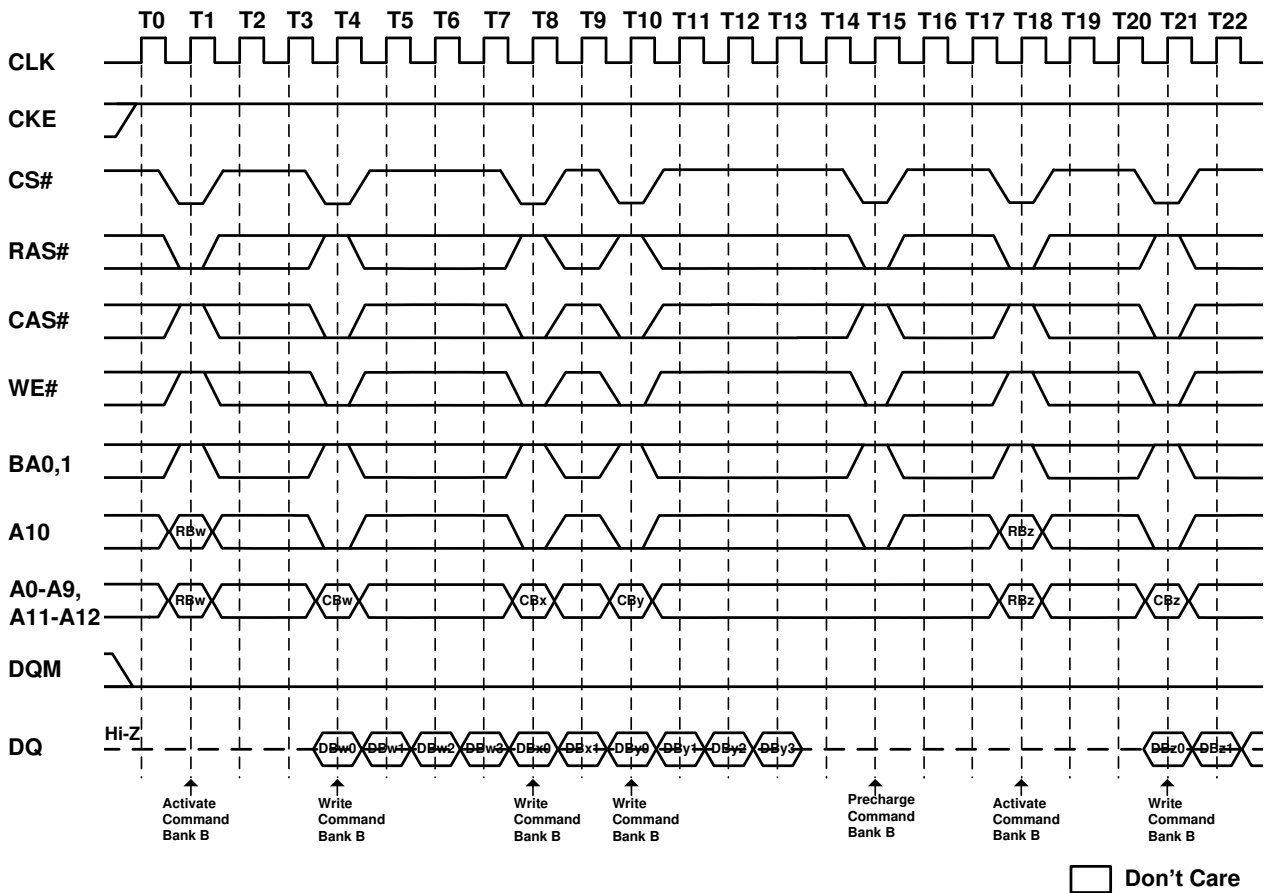 T0 T1 T2 T3 T4 T5 T6 T7 T8 T9 T10 T11 T12 T13 T14 T15 T16 T17 T18 T19 T20 T21 T22
CLK
CKE
CS#
RAS#
CAS#
WE#
BA0,1
A10
RBw
RBz
A0-A9,
A11-A12
RBw CBw CBx CBy RBz CBz
DQM
DQ
Hi-Z
DBw0 DBw1 DBw2 DBw3 DBx0 DBx1 DBy0 DBy1 DBy2 DBy3 DBz0 DBz1
Activate
Command
Bank B
Write
Command
Bank B
Write
Command
Bank B
Write
Command
Bank B
Precharge
Command
Bank B
Activate
Command
Bank B
Write
Command
Bank B
Don't Care